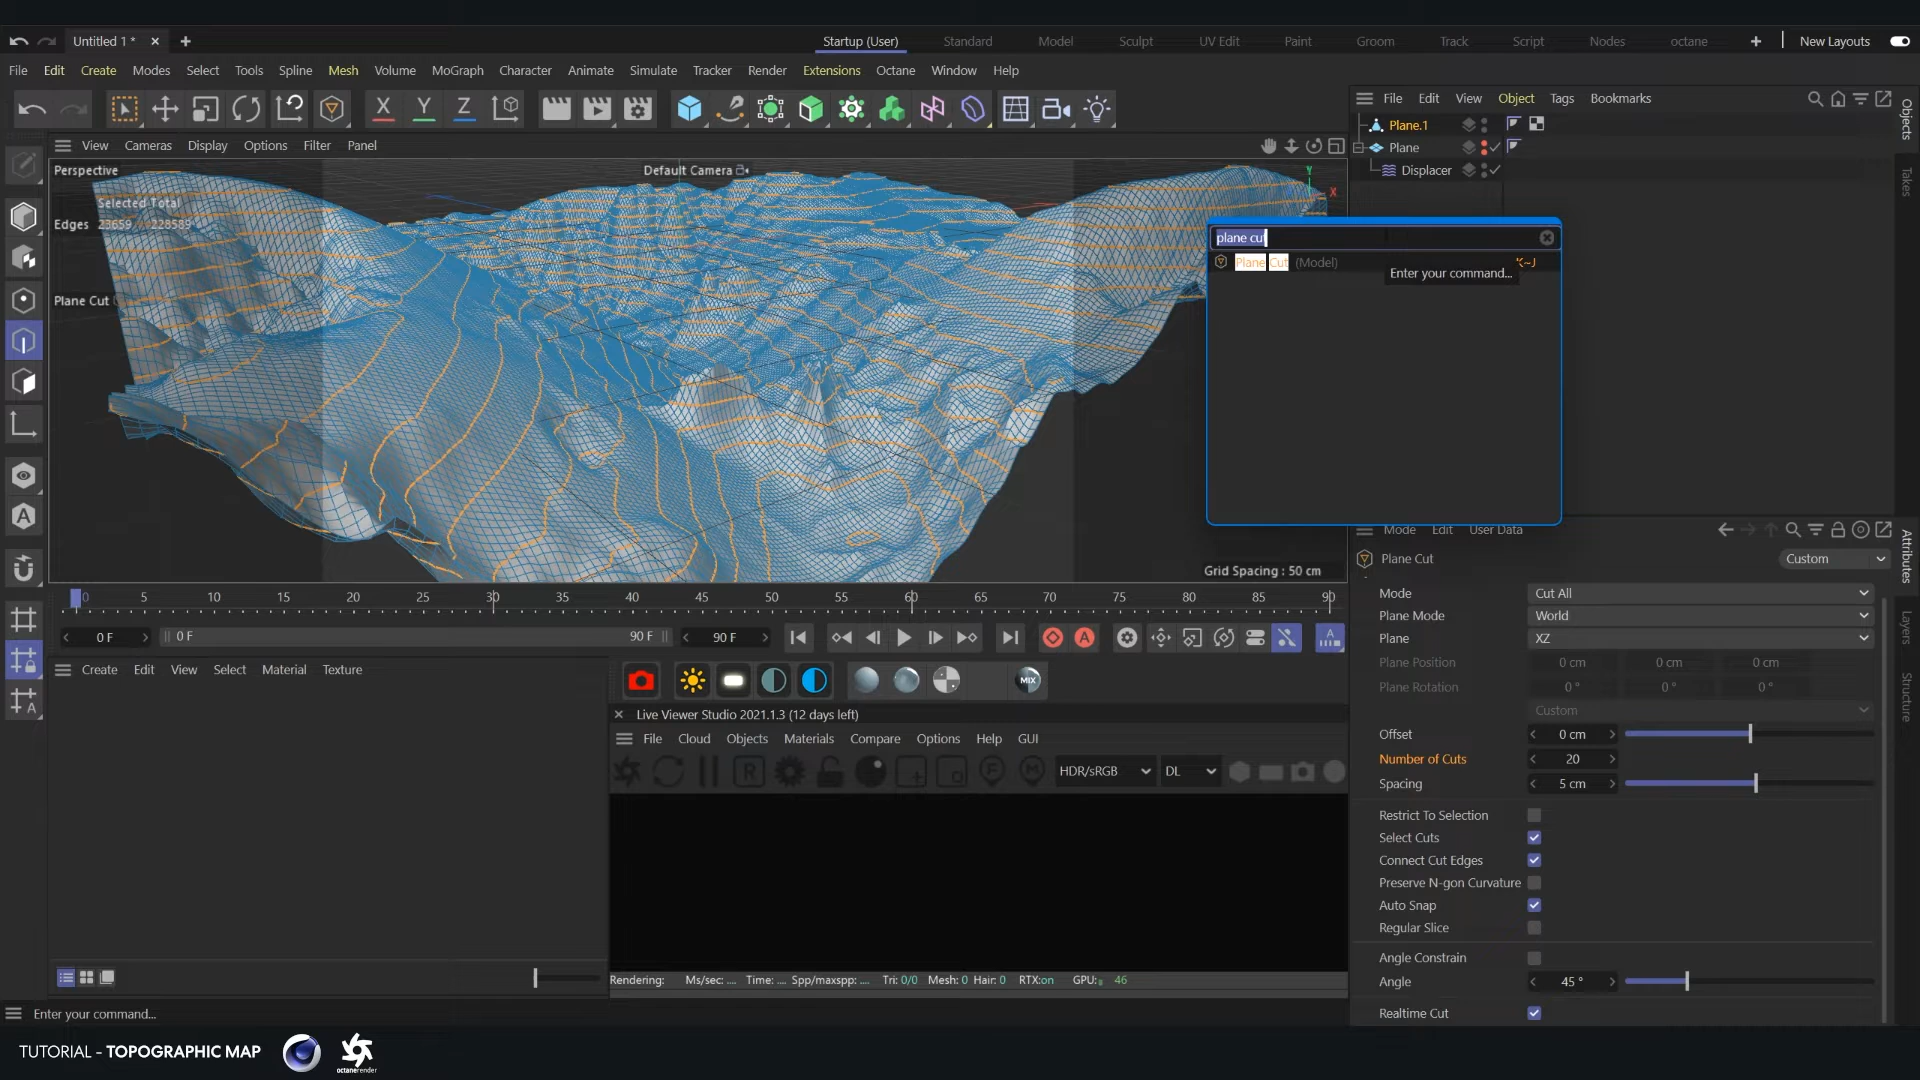 Untitled 1 *
Startup (User) Standard Model Sculpt UV Edit Paint Groom Track Script Nodes octane New Layouts
File Edit Create Modes Select Tools Spline Mesh Volume MoGraph Character Animate Simulate Tracker Render Extensions Octane Window Help
X Y Z
File Edit View Object Tags Bookmarks
Objects
Takes
Plane.1
Plane
Displacer
View Cameras Display Options Filter Panel
Perspective
Default Camera
Y
X
Selected Total
Edges 23659 228589
Plane Cut
plane cut
Plane Cut (Model) K~J
Enter your command...
Grid Spacing : 50 cm
0 5 10 15 20 25 30 35 40 45 50 55 60 65 70 75 80 85 90
0 F 0 F 90 F 90 F
Create Edit View Select Material Texture
MIX
Live Viewer Studio 2021.1.3 (12 days left)
File Cloud Objects Materials Compare Options Help GUI
R F M HDR/sRGB DL
Rendering: Ms/sec: .... Time: .... Spp/maxspp: .... Tri: 0/0 Mesh: 0 Hair: 0 RTX:on GPU: 46
Mode Edit User Data
Attributes
Layers
Structure
Plane Cut Custom
Mode Cut All
Plane Mode World
Plane XZ
Plane Position 0 cm 0 cm 0 cm
Plane Rotation 0 ° 0 ° 0 °
Custom
Offset 0 cm
Number of Cuts 20
Spacing 5 cm
Restrict To Selection
Select Cuts
Connect Cut Edges
Preserve N-gon Curvature
Auto Snap
Regular Slice
Angle Constrain
Angle 45 °
Realtime Cut
Enter your command...
TUTORIAL - TOPOGRAPHIC MAP
octanerender